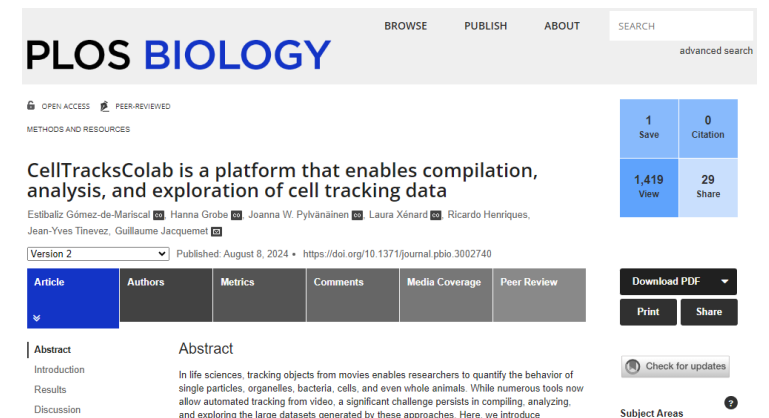 BROWSE PUBLISH ABOUT SEARCH
advanced search
PLOS BIOLOGY
OPEN ACCESS PEER-REVIEWED
METHODS AND RESOURCES
CellTracksColab is a platform that enables compilation,
analysis, and exploration of cell tracking data
Estibaliz Gómez-de-Mariscal co, Hanna Grobe co, Joanna W. Pylvänäinen co, Laura Xénard co, Ricardo Henriques,
Jean-Yves Tinevez, Guillaume Jacquemet
Version 2 Published: August 8, 2024 • https://doi.org/10.1371/journal.pbio.3002740
1
Save
0
Citation
1,419
View
29
Share
Article Authors Metrics Comments Media Coverage Peer Review
Download PDF
Print Share
Check for updates
Subject Areas ?
Abstract
Introduction
Results
Discussion
Abstract
In life sciences, tracking objects from movies enables researchers to quantify the behavior of
single particles, organelles, bacteria, cells, and even whole animals. While numerous tools now
allow automated tracking from video, a significant challenge persists in compiling, analyzing,
and exploring the large datasets generated by these approaches. Here, we introduce